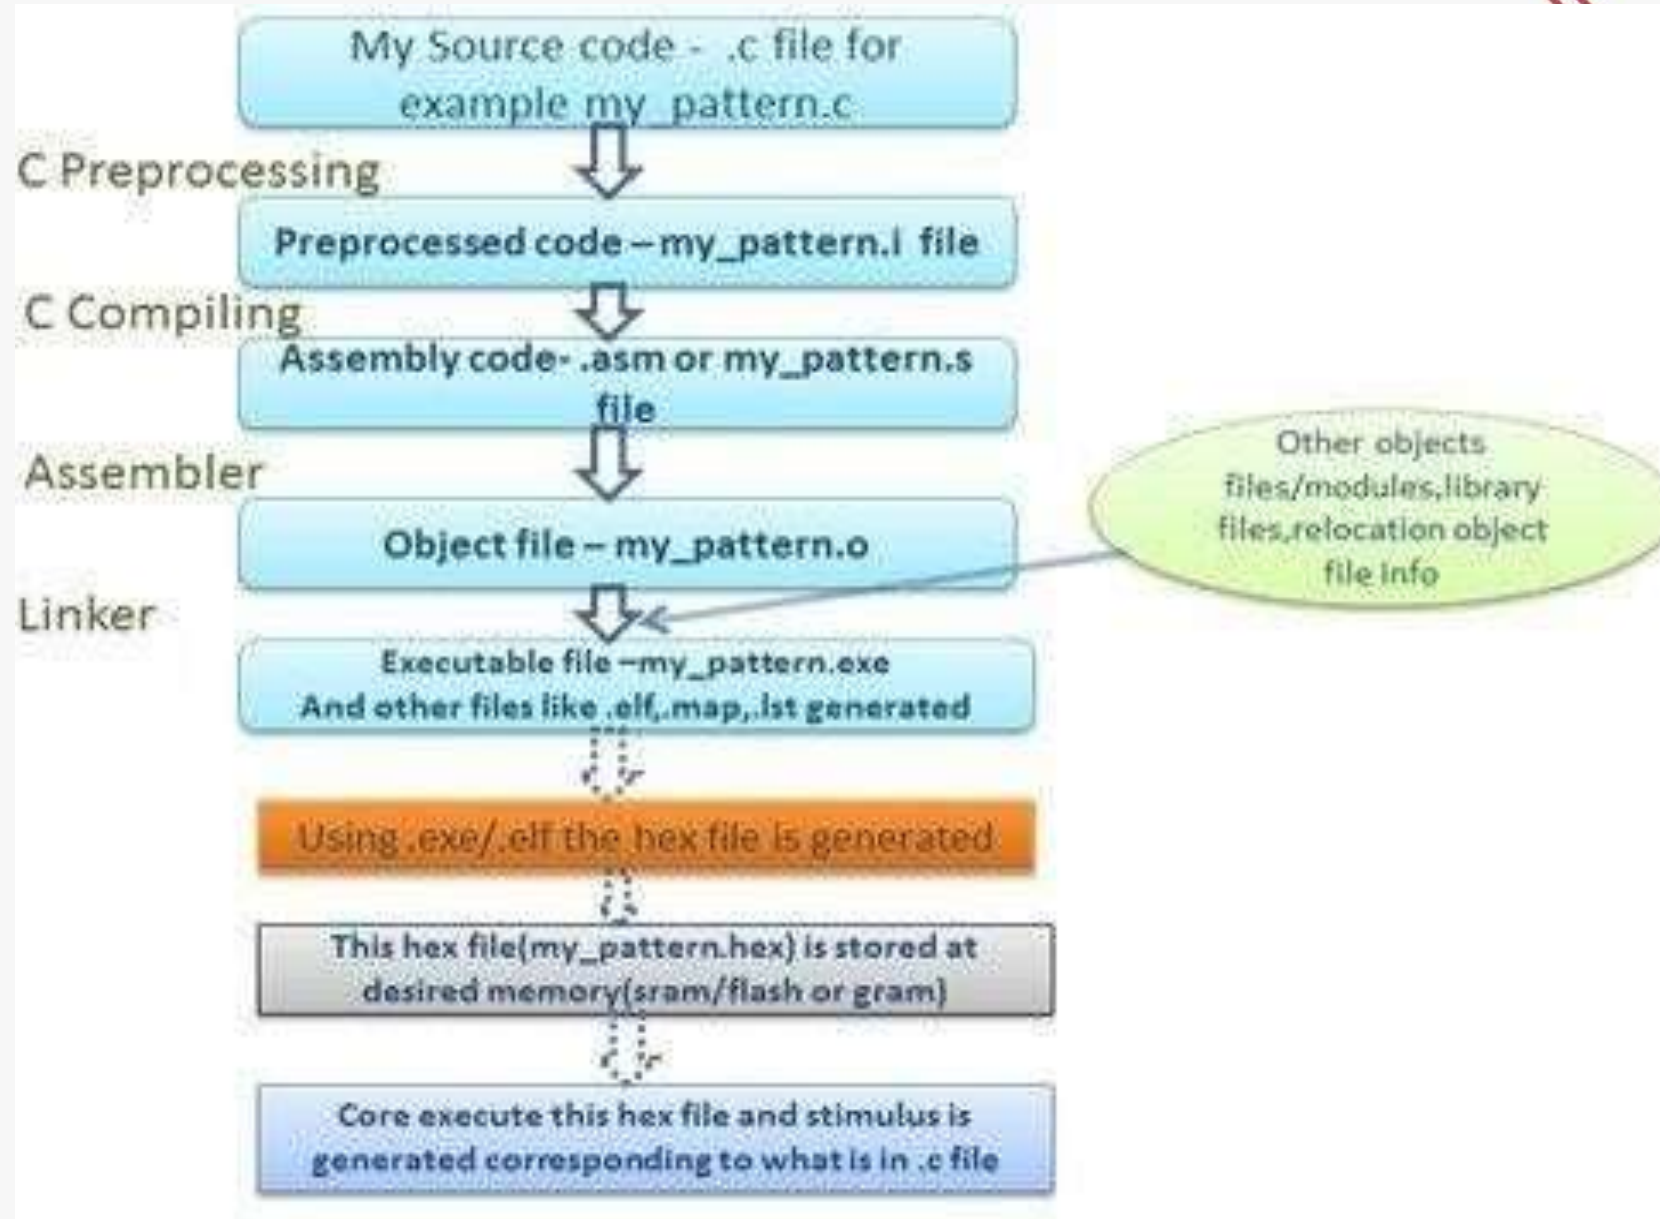 My Source code - .c file for
example my_pattern.c
C Preprocessing
Preprocessed code – my_pattern.i file
C Compiling
Assembly code- .asm or my_pattern.s
file
Assembler
Object file – my_pattern.o
Other objects
files/modules,library
files,relocation object
file info
Linker
Executable file –my_pattern.exe
And other files like .elf,.map,.lst generated
Using .exe/.elf the hex file is generated
This hex file(my_pattern.hex) is stored at
desired memory(sram/flash or gram)
Core execute this hex file and stimulus is
generated corresponding to what is in .c file